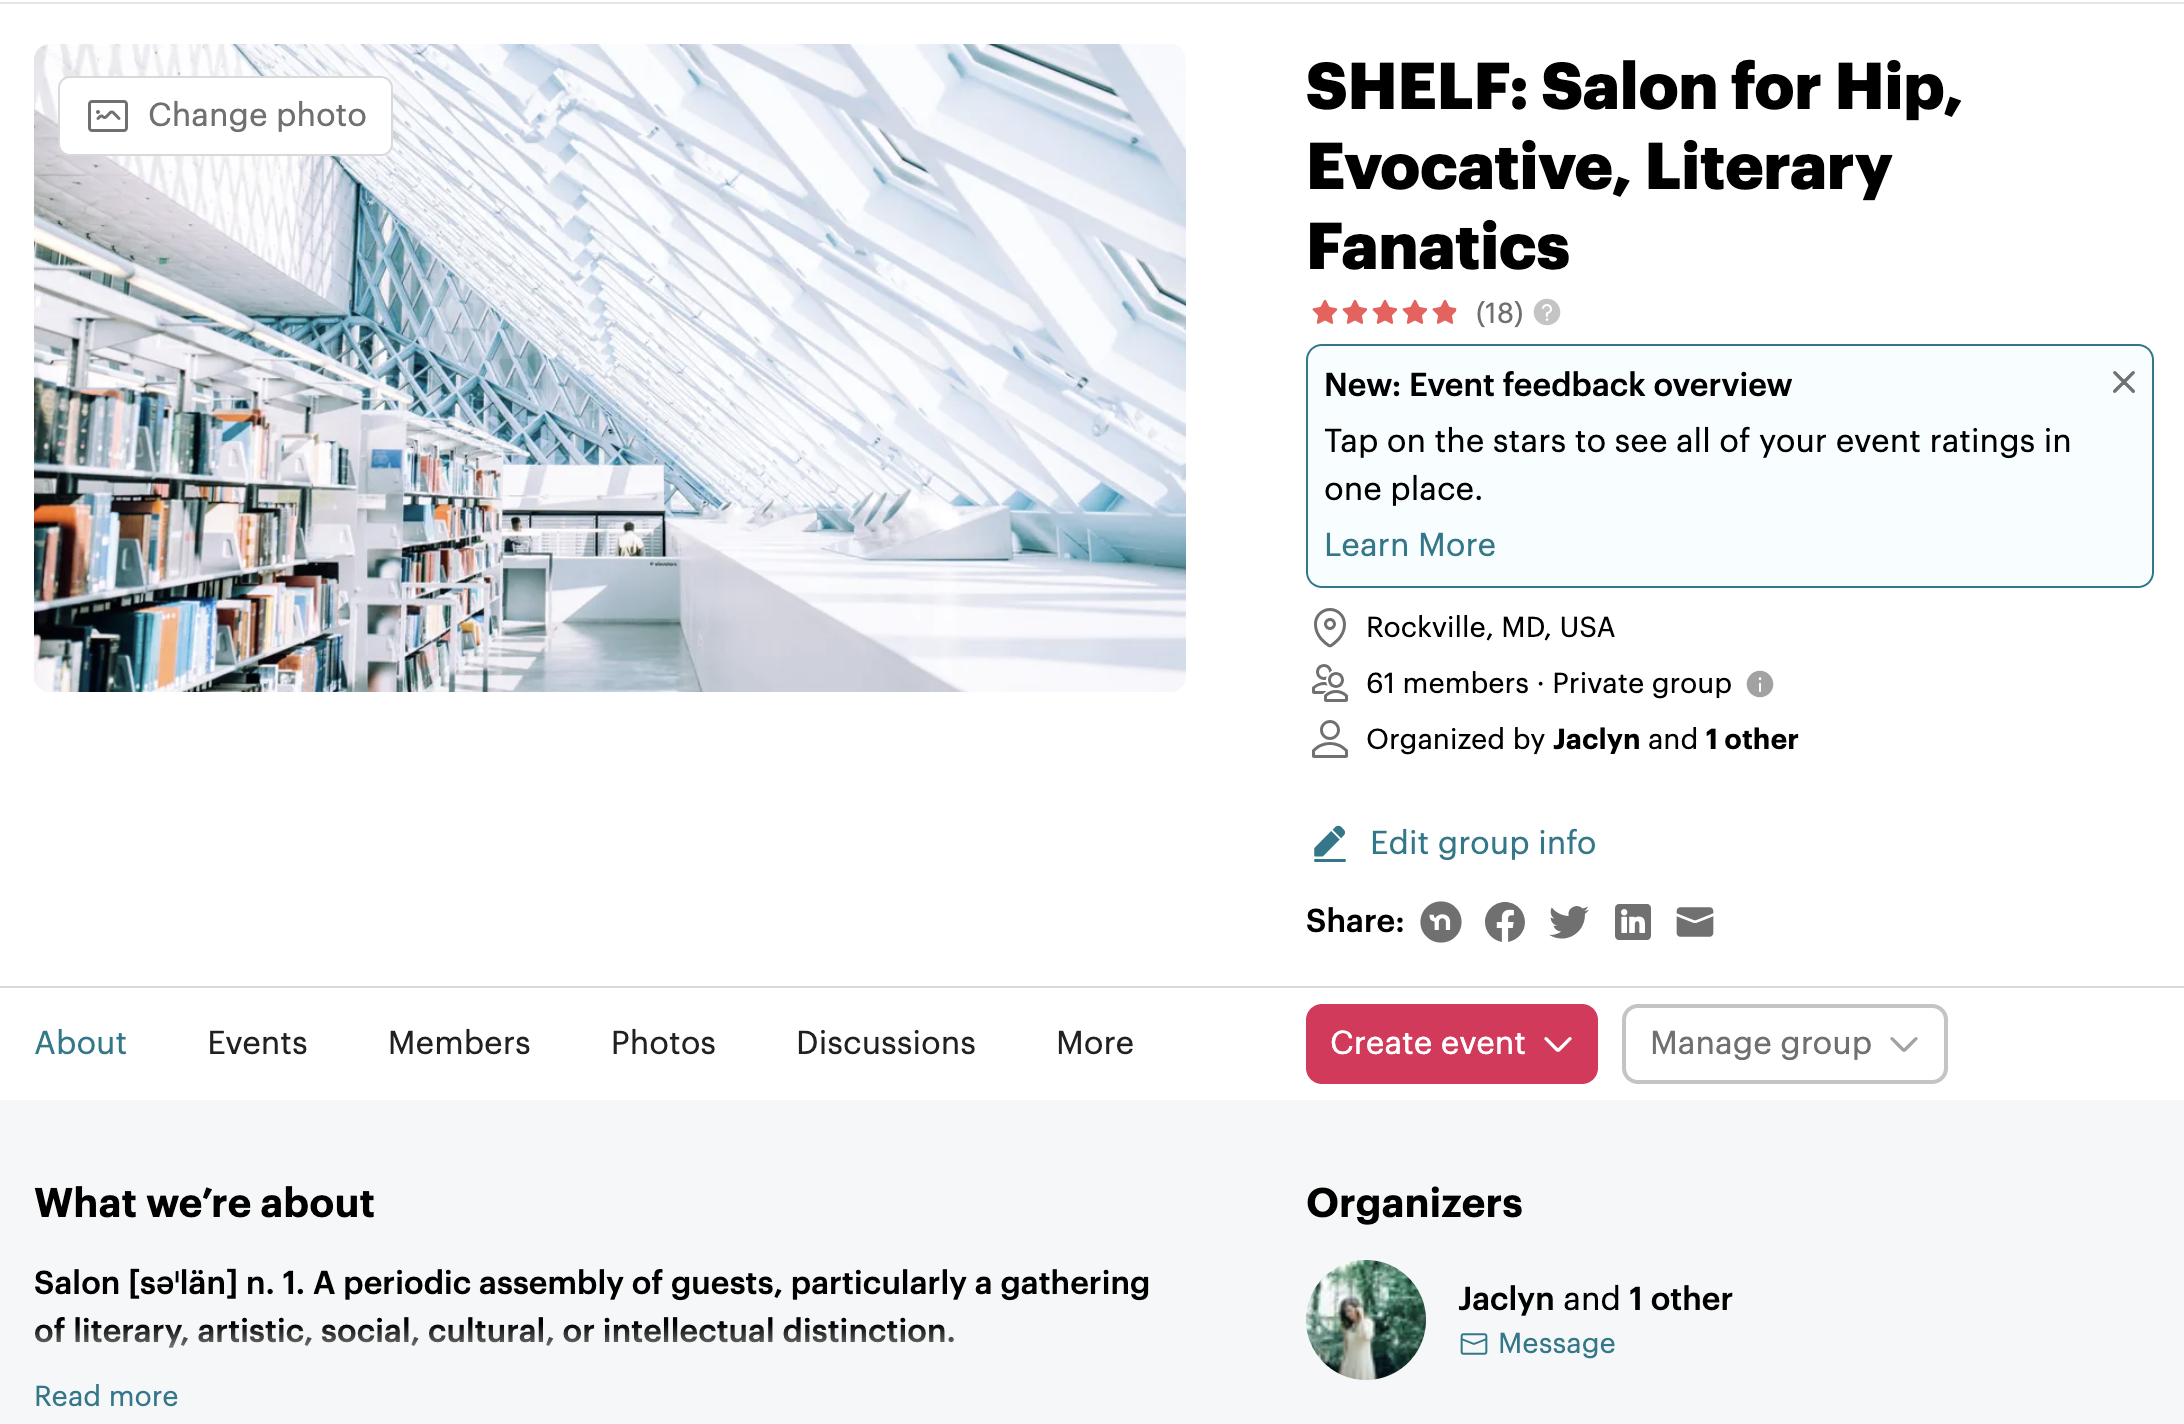 Change photo
SHELF: Salon for Hip,
Evocative, Literary
Fanatics
(18) ?
New: Event feedback overview
Tap on the stars to see all of your event ratings in
one place.
Learn More
Rockville, MD, USA
61 members · Private group i
Organized by Jaclyn and 1 other
Edit group info
Share:
About Events Members Photos Discussions More
Create event
Manage group
What we’re about
Salon [sə'län] n. 1. A periodic assembly of guests, particularly a gathering
of literary, artistic, social, cultural, or intellectual distinction.
Read more
Organizers
Jaclyn and 1 other
Message